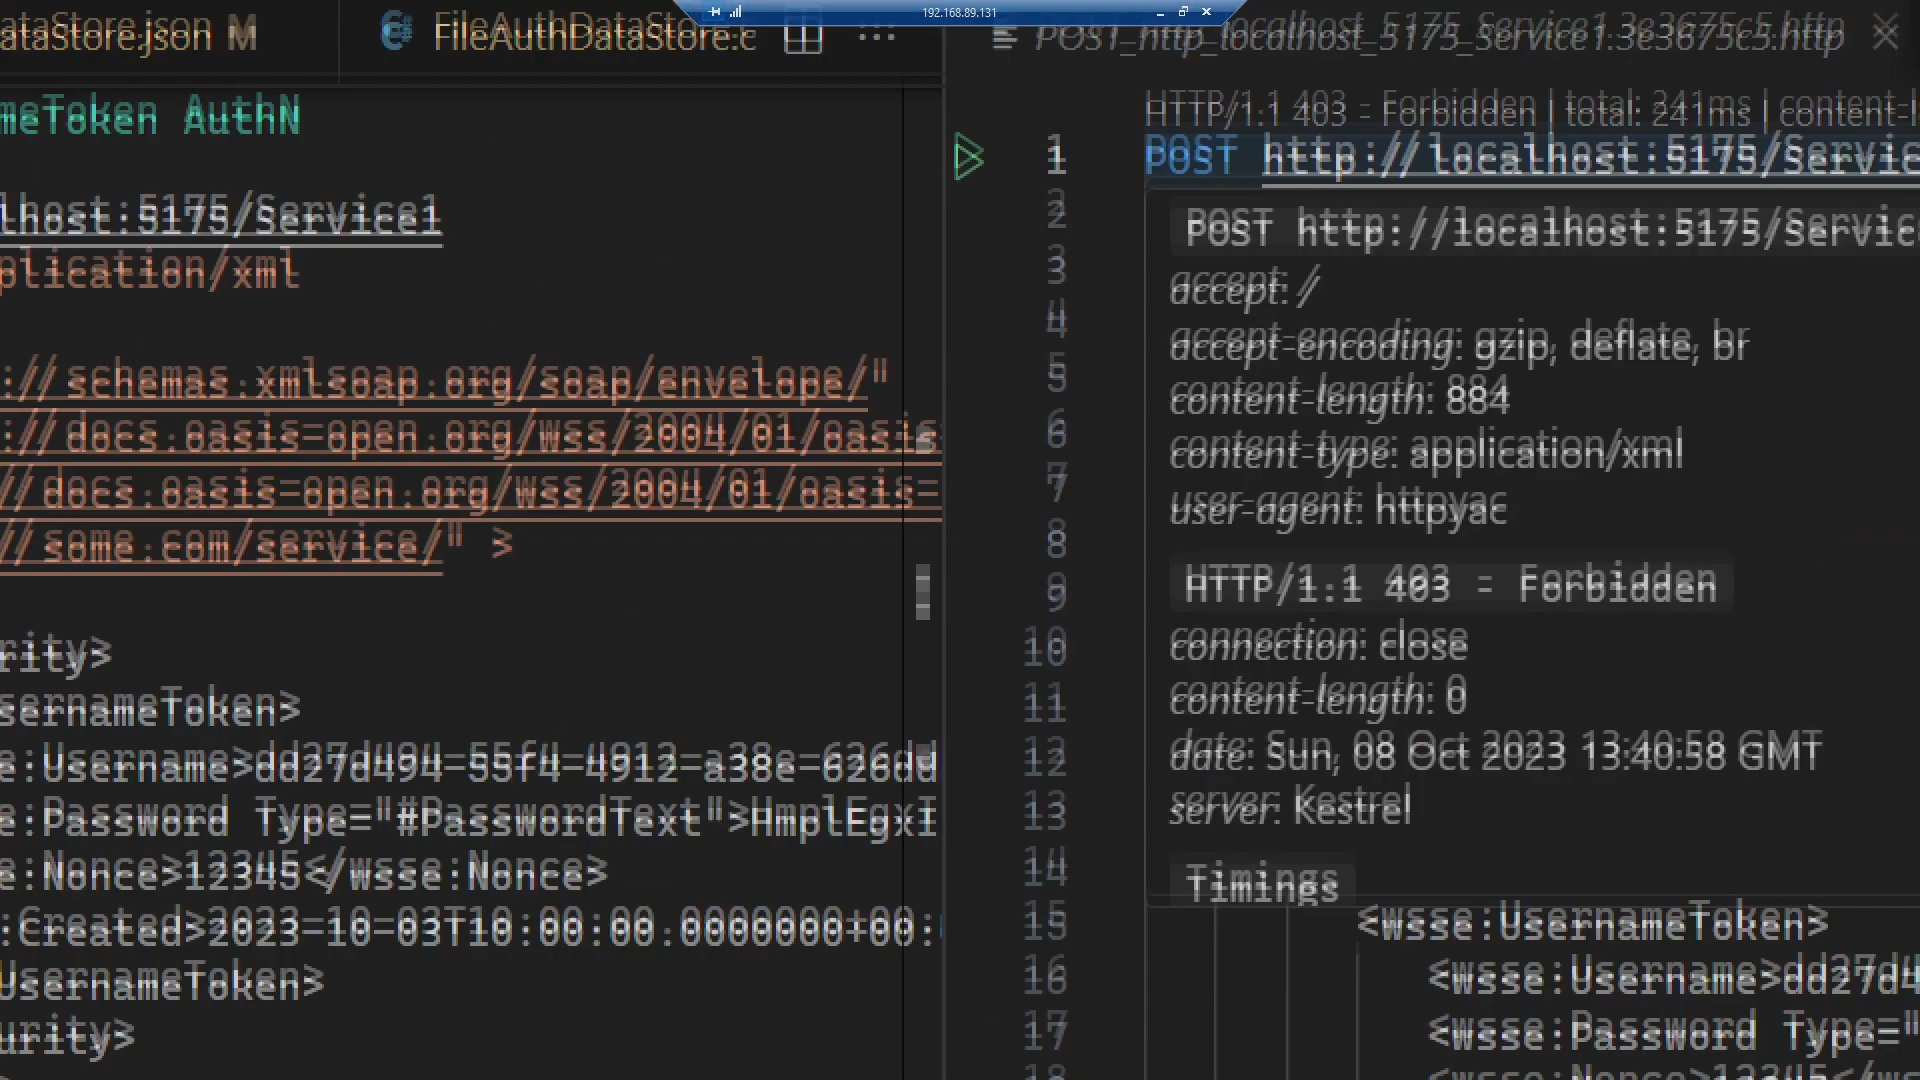 192.168.89.131
ataStore.json M
FileAuthDataStore.c
POST_http_localhost_5175_Service1.3e3675c5.http
meToken AuthN
lhost:5175/Service1
plication/xml
://schemas.xmlsoap.org/soap/envelope/"
://docs.oasis-open.org/wss/2004/01/oasis
//docs.oasis-open.org/wss/2004/01/oasis-
//some.com/service/" >
rity>
sernameToken>
e:Username>dd27d494-55f4-4912-a38e-626dd
e:Password Type="#PasswordText">HmplEgxI
e:Nonce>12345</wsse:Nonce>
:Created>2023-10-03T10:00:00.0000000+00:
UsernameToken>
urity>
HTTP/1.1 403 - Forbidden | total: 241ms | content-l
1 POST http://localhost:5175/Servic
2
3
4
5
6
7
8
9
10
11
12
13
14
POST http://localhost:5175/Servic
accept: /
accept-encoding: gzip, deflate, br
content-length: 884
content-type: application/xml
user-agent: httpyac
HTTP/1.1 403 - Forbidden
connection: close
content-length: 0
date: Sun, 08 Oct 2023 13:40:58 GMT
server: Kestrel
Timings
15 <wsse:UsernameToken>
16 <wsse:Username>dd27d4
17 <wsse:Password Type="
18 <wsse:Nonce>12345</ws